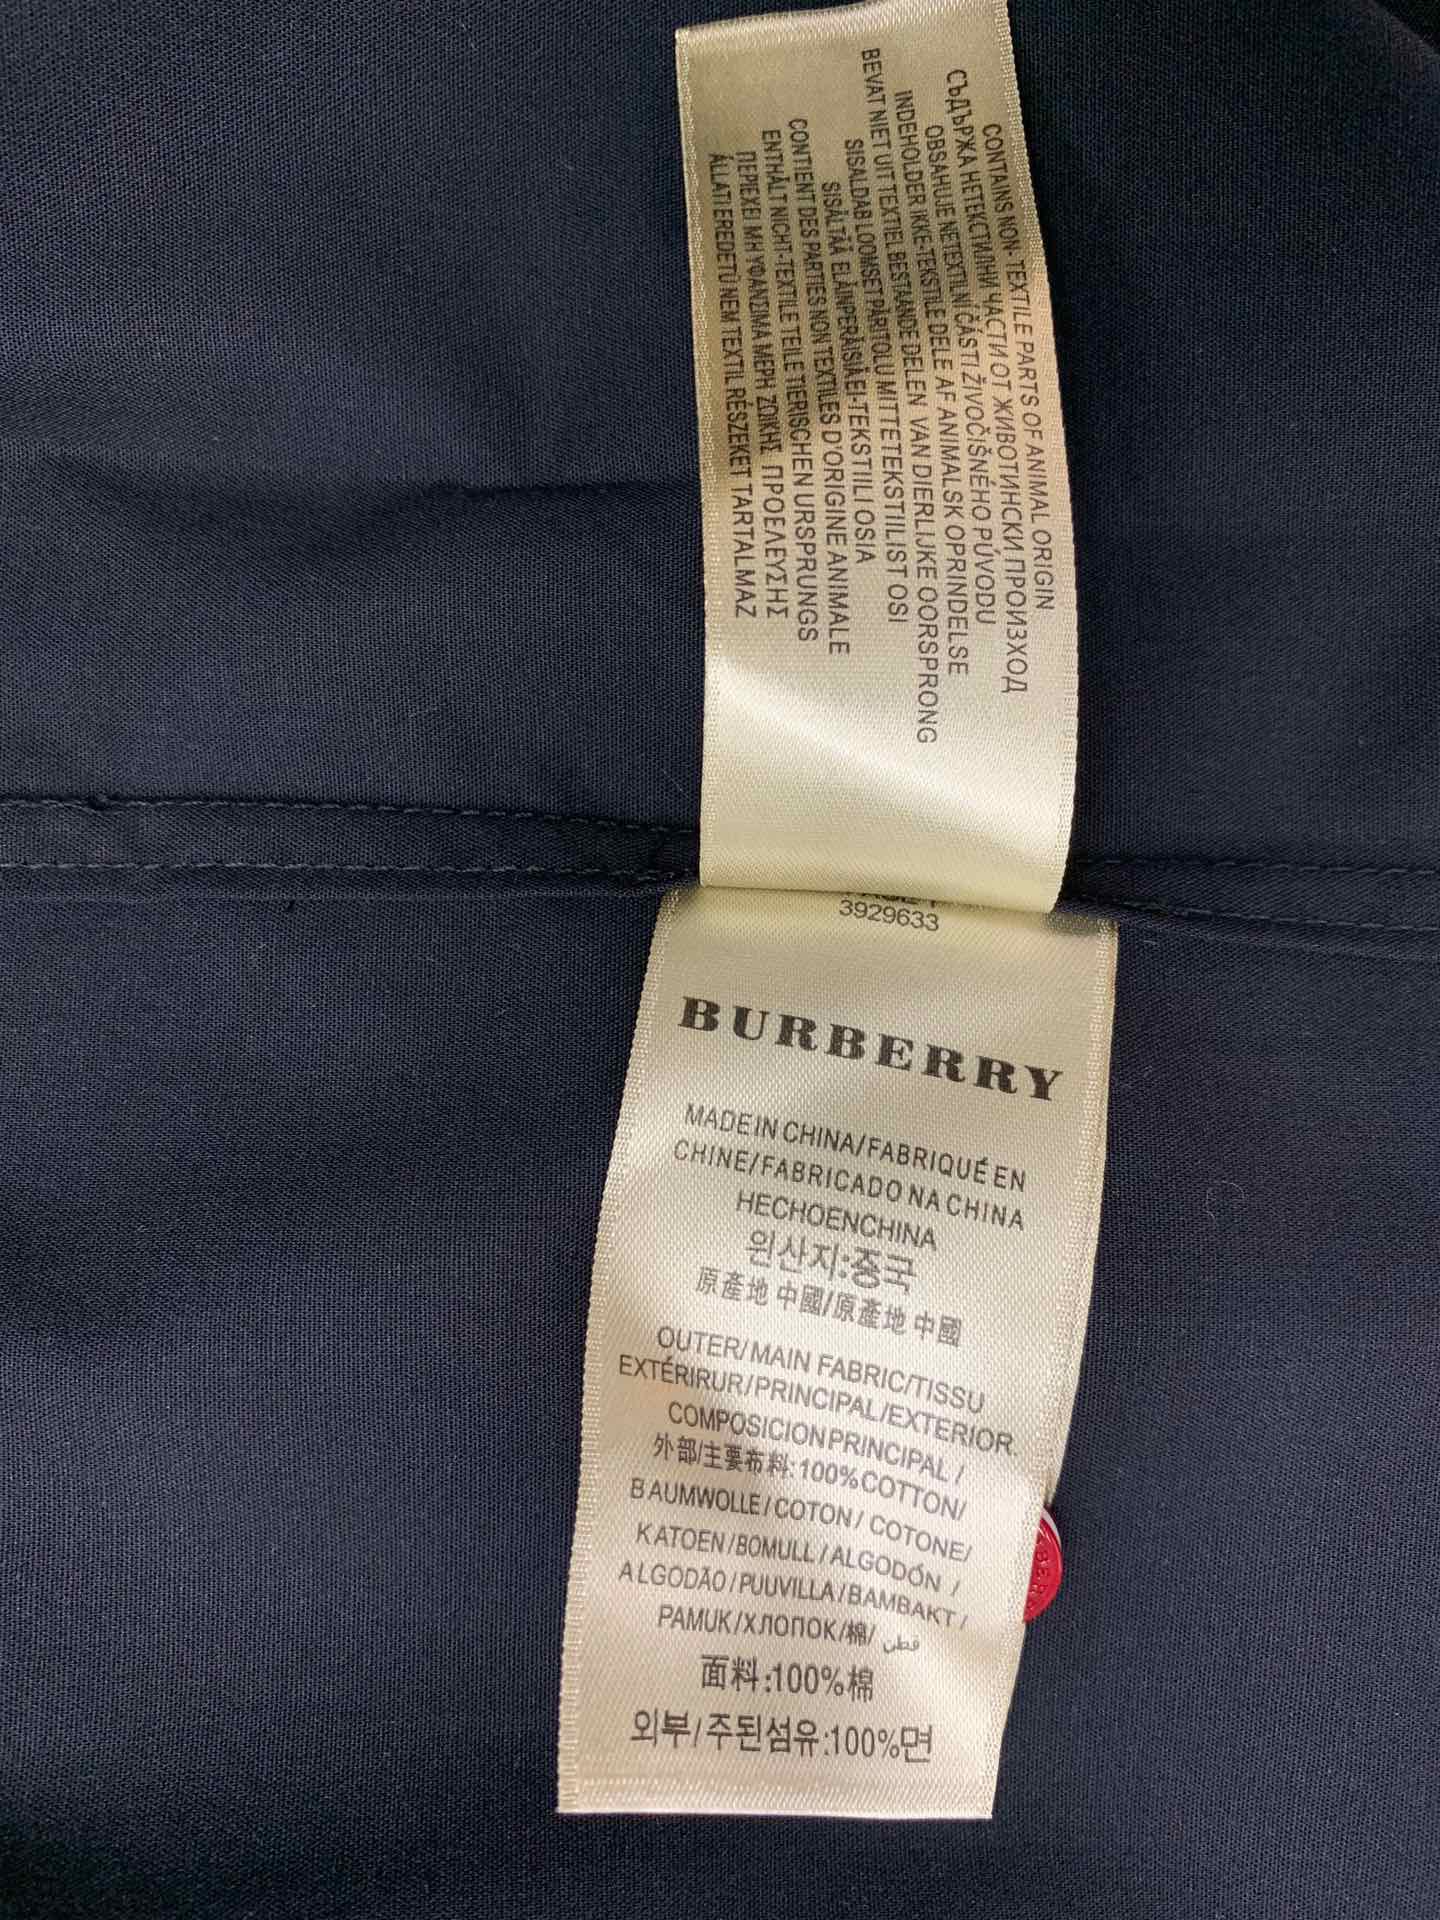 CONTAINS NON-TEXTILE PARTS OF ANIMAL ORIGIN
СЪДЪРЖА НЕТЕКСТИЛНИ ЧАСТИ ОТ ЖИВОТИНСКИ ПРОИЗХОД
OBSAHUJE NETEXTILNÍ ČÁSTI ŽIVOČIŠNÉHO PŮVODU
INDEHOLDER IKKE-TEKSTILE DELE AF ANIMALSK OPRINDELSE
BEVAT NIET UIT TEXTIEL BESTAANDE DELEN VAN DIERLIJKE OORSPRONG
SISALDAB LOOMSET PÄRTOLU MITTETEKSTIILIST OSI
SISÄLTÄÄ ELÄINPERÄISIÄ EI-TEKSTIILI OSIA
CONTIENT DES PARTIES NON TEXTILES D'ORIGINE ANIMALE
ENTHÄLT NICHT-TEXTILE TEILE TIERISCHEN URSPRUNGS
ΠΕΡΙΕΧΕΙ ΜΗ ΥΦΑΝΣΙΜΑ ΜΕΡΗ ΖΩΙΚΗΣ ΠΡΟΕΛΕΥΣΗΣ
ÁLLATI EREDETŰ NEM TEXTIL RÉSZEKET TARTALMAZ
3929633
BURBERRY
MADE IN CHINA/FABRIQUÉ EN
CHINE/FABRICADO NA CHINA
HECHOENCHINA
원산지:중국
原產地 中國/原產地 中國
OUTER/MAIN FABRIC/TISSU
EXTÉRIRUR/PRINCIPAL/EXTERIOR.
COMPOSICIONPRINCIPAL /
外部/主要布料:100%COTTON/
BAUMWOLLE/COTON/ COTONE/
KATOEN/BOMULL/ALGODÓN /
ALGODÃO/PUUVILLA/BAMBAKT/
PAMUK/ХЛОПОК/棉/ قطن
面料:100%棉
외부/주된섬유:100%면